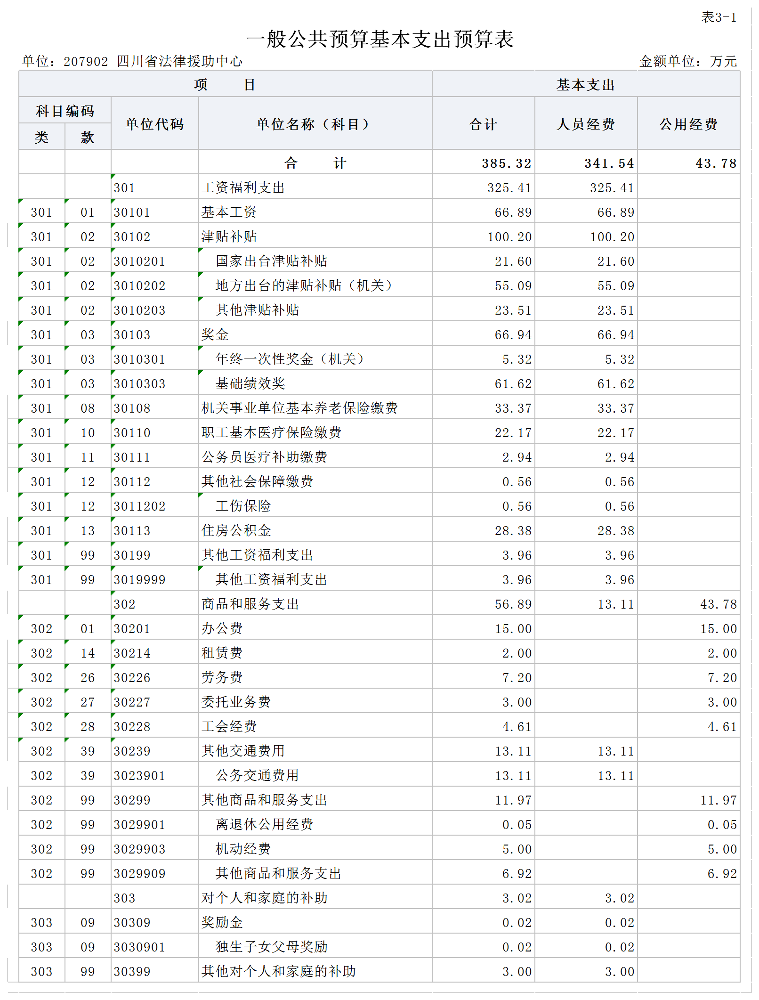 表3-1
一般公共预算基本支出预算表
单位：207902-四川省法律援助中心 金额单位：万元
项 目 基本支出
科目编码 单位代码 单位名称（科目） 合计 人员经费 公用经费
类 款
合 计 385.32 341.54 43.78
301 工资福利支出 325.41 325.41
301 01 30101 基本工资 66.89 66.89
301 02 30102 津贴补贴 100.20 100.20
301 02 3010201 国家出台津贴补贴 21.60 21.60
301 02 3010202 地方出台的津贴补贴（机关） 55.09 55.09
301 02 3010203 其他津贴补贴 23.51 23.51
301 03 30103 奖金 66.94 66.94
301 03 3010301 年终一次性奖金（机关） 5.32 5.32
301 03 3010303 基础绩效奖 61.62 61.62
301 08 30108 机关事业单位基本养老保险缴费 33.37 33.37
301 10 30110 职工基本医疗保险缴费 22.17 22.17
301 11 30111 公务员医疗补助缴费 2.94 2.94
301 12 30112 其他社会保障缴费 0.56 0.56
301 12 3011202 工伤保险 0.56 0.56
301 13 30113 住房公积金 28.38 28.38
301 99 30199 其他工资福利支出 3.96 3.96
301 99 3019999 其他工资福利支出 3.96 3.96
302 商品和服务支出 56.89 13.11 43.78
302 01 30201 办公费 15.00 15.00
302 14 30214 租赁费 2.00 2.00
302 26 30226 劳务费 7.20 7.20
302 27 30227 委托业务费 3.00 3.00
302 28 30228 工会经费 4.61 4.61
302 39 30239 其他交通费用 13.11 13.11
302 39 3023901 公务交通费用 13.11 13.11
302 99 30299 其他商品和服务支出 11.97 11.97
302 99 3029901 离退休公用经费 0.05 0.05
302 99 3029903 机动经费 5.00 5.00
302 99 3029909 其他商品和服务支出 6.92 6.92
303 对个人和家庭的补助 3.02 3.02
303 09 30309 奖励金 0.02 0.02
303 09 3030901 独生子女父母奖励 0.02 0.02
303 99 30399 其他对个人和家庭的补助 3.00 3.00